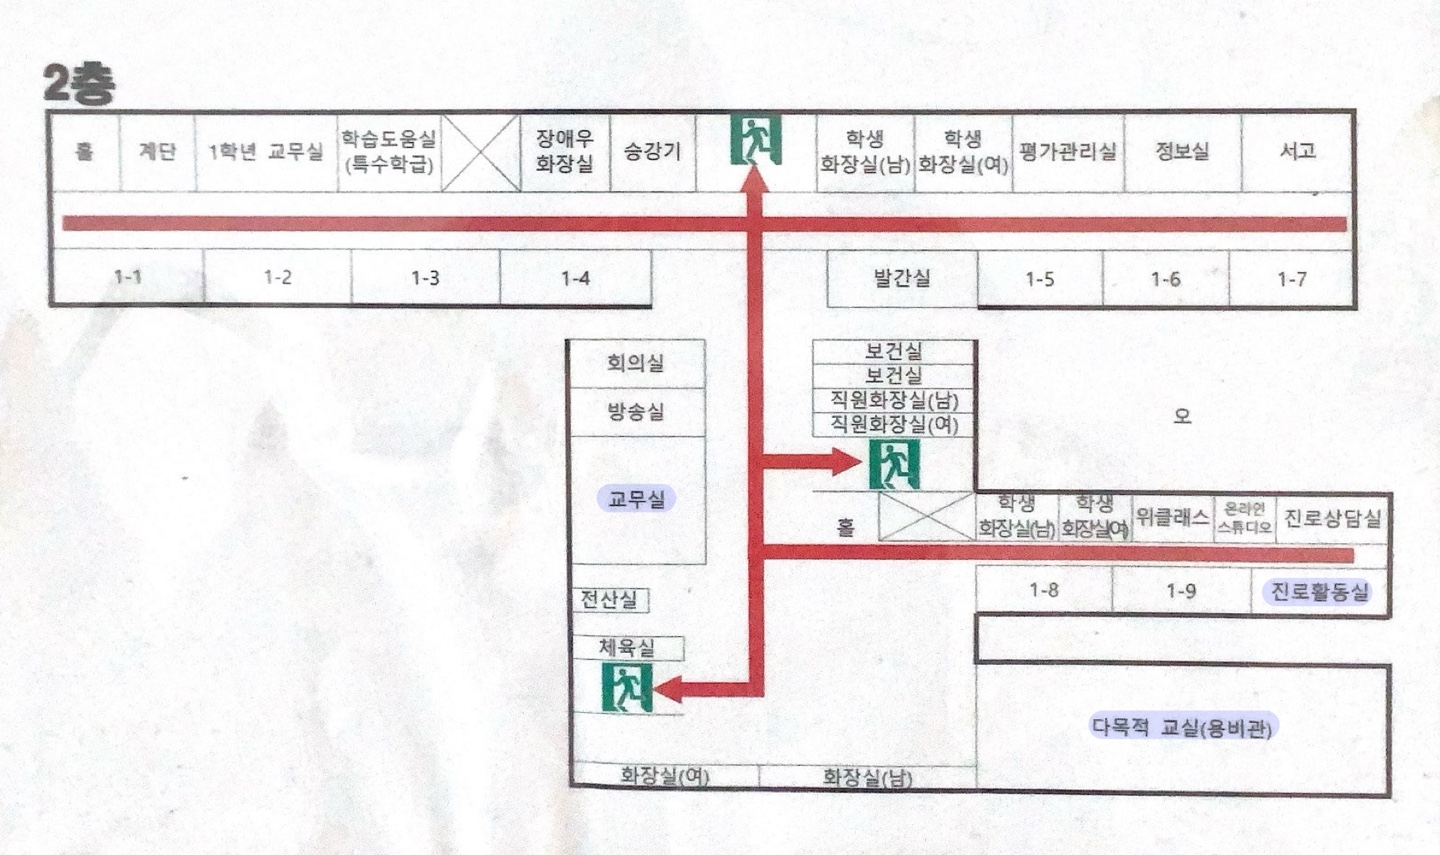 2층
홀 계단 1학년 교무실 학습도움실 (특수학급) 장애우 화장실 승강기 학생 화장실(남) 학생 화장실(여) 평가관리실 정보실 서고
1-1 1-2 1-3 1-4 발간실 1-5 1-6 1-7
회의실
방송실
교무실
전산실
체육실
보건실
보건실
직원화장실(남)
직원화장실(여)
오
홀
학생 화장실(남) 학생 화장실(여) 위클래스 온라인 스튜디오 진로상담실
1-8 1-9 진로활동실
다목적 교실(용비관)
화장실(여) 화장실(남)